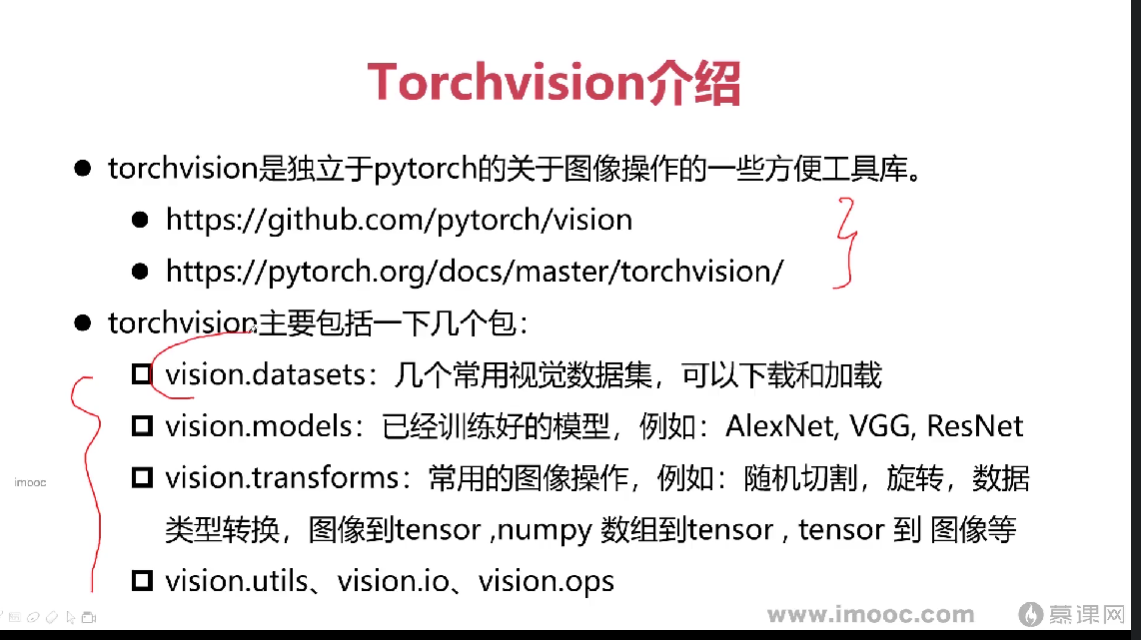 Torchvision介绍
torchvision是独立于pytorch的关于图像操作的一些方便工具库。
https://github.com/pytorch/vision
https://pytorch.org/docs/master/torchvision/
torchvision主要包括一下几个包：
vision.datasets：几个常用视觉数据集，可以下载和加载
vision.models：已经训练好的模型，例如：AlexNet, VGG, ResNet
vision.transforms：常用的图像操作，例如：随机切割，旋转，数据
类型转换，图像到tensor ,numpy 数组到tensor , tensor 到 图像等
vision.utils、vision.io、vision.ops
imooc
www.imooc.com 慕课网